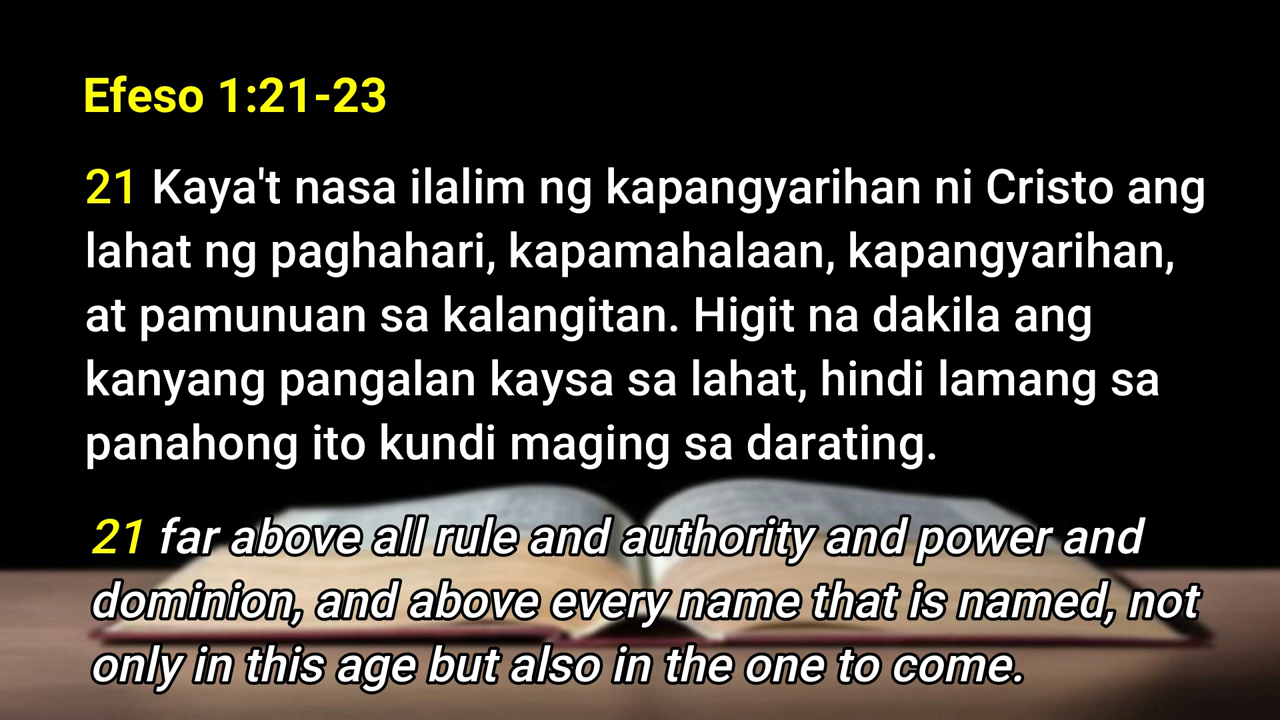 Efeso 1:21-23
21 Kaya't nasa ilalim ng kapangyarihan ni Cristo ang
lahat ng paghahari, kapamahalaan, kapangyarihan,
at pamunuan sa kalangitan. Higit na dakila ang
kanyang pangalan kaysa sa lahat, hindi lamang sa
panahong ito kundi maging sa darating.
21 far above all rule and authority and power and
dominion, and above every name that is named, not
only in this age but also in the one to come.